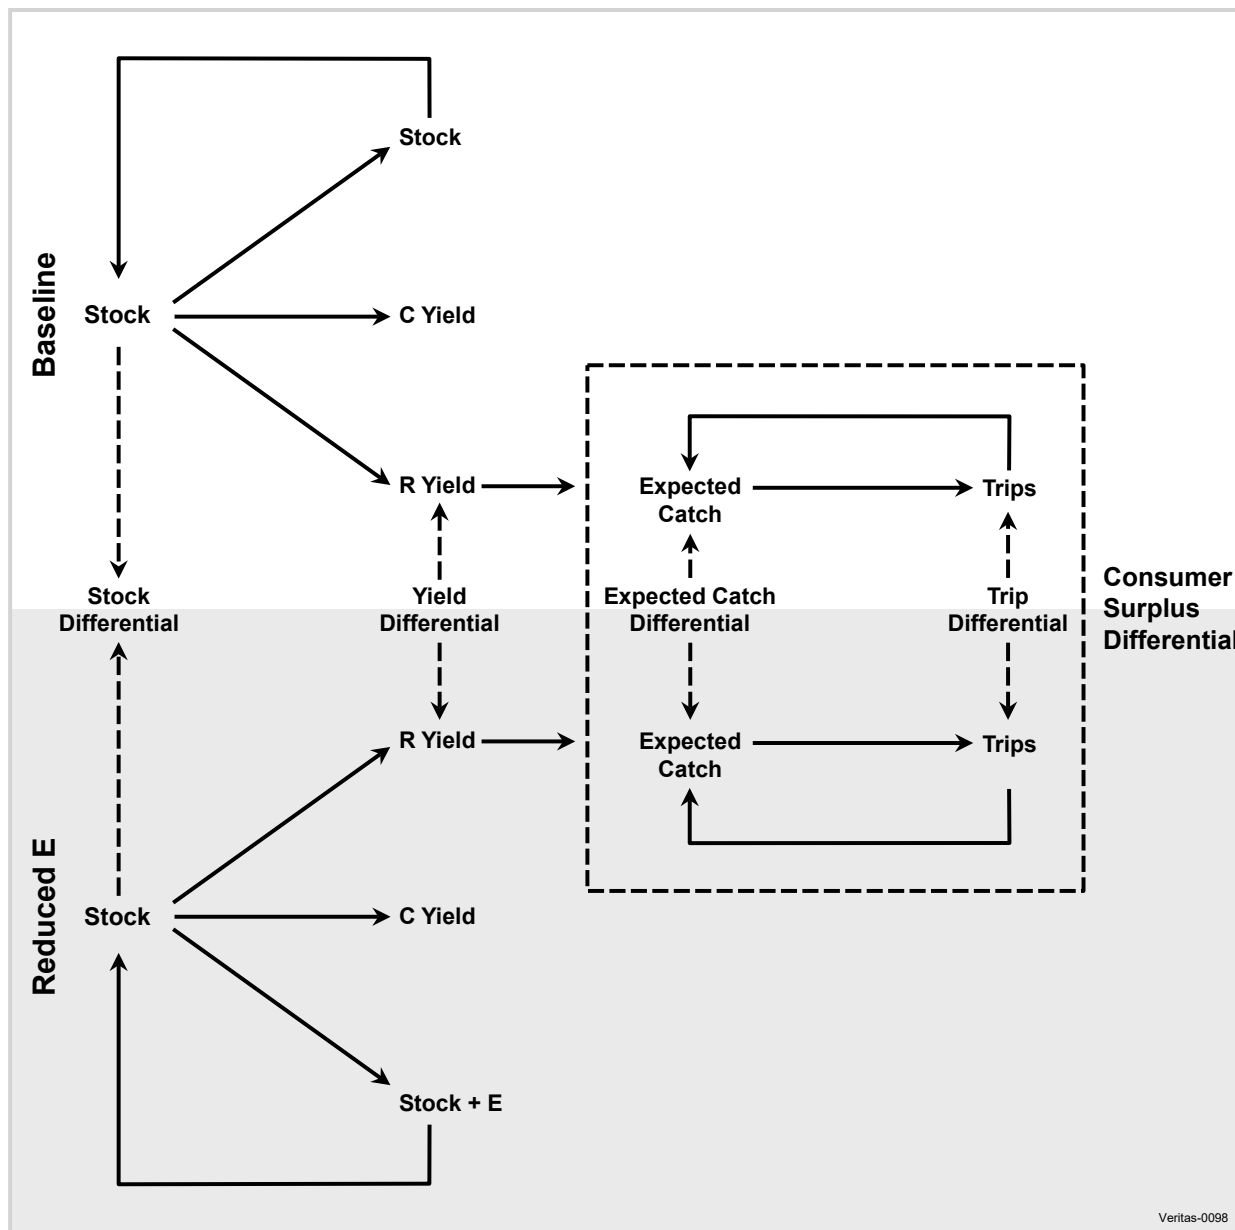 Stock
Baseline
Stock
C Yield
R Yield
Expected
Catch
Trips
Stock
Differential
Yield
Differential
Expected Catch
Differential
Trip
Differential
Consumer
Surplus
Differential
R Yield
Expected
Catch
Trips
Reduced E
Stock
C Yield
Stock + E
Veritas-0098